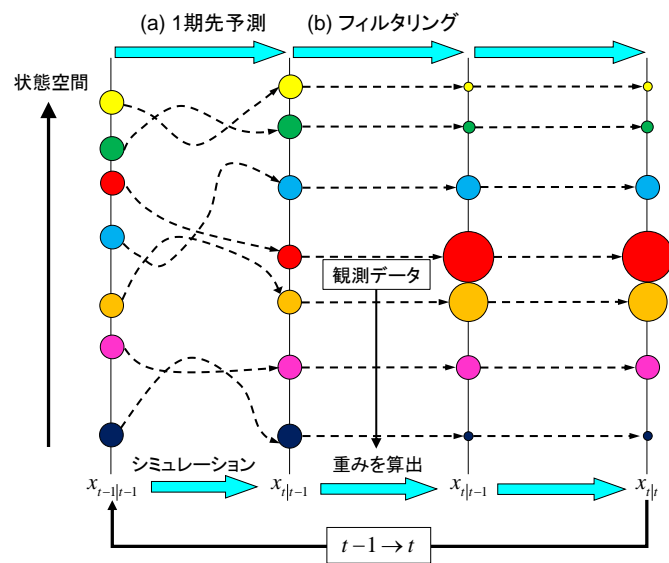 (a) 1期先予測
(b) フィルタリング
状態空間
観測データ
シミュレーション
重みを算出
x_{t-1|t-1}
x_{t|t-1}
x_{t|t-1}
x_{t|t}
t-1→t